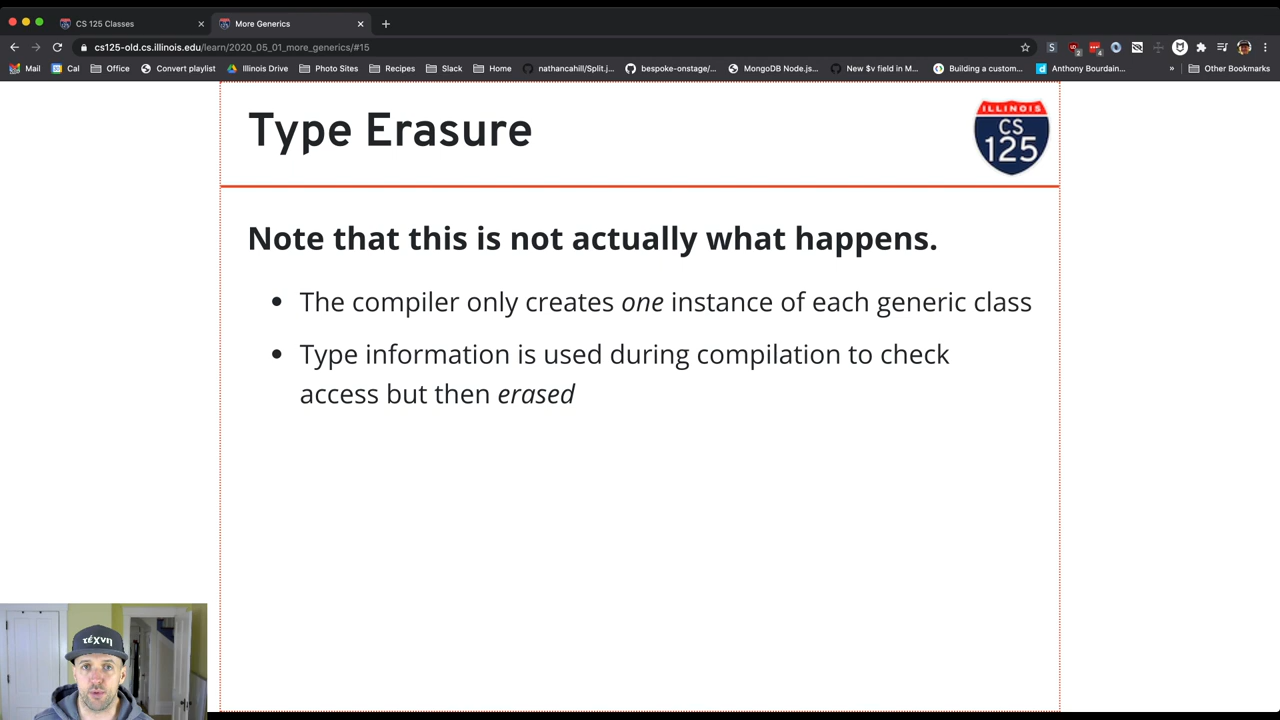 CS 125 Classes
More Generics
cs125-old.cs.illinois.edu/learn/2020_05_01_more_generics/#15
Mail Cal Office Convert playlist Illinois Drive Photo Sites Recipes Slack Home nathancahill/Split.j... bespoke-onstage/... MongoDB Node.js... New $v field in M... Building a custom... Anthony Bourdain... » Other Bookmarks
Type Erasure
ILLINOIS
CS
125
Note that this is not actually what happens.
• The compiler only creates one instance of each generic class
• Type information is used during compilation to check
access but then erased
τέχνη